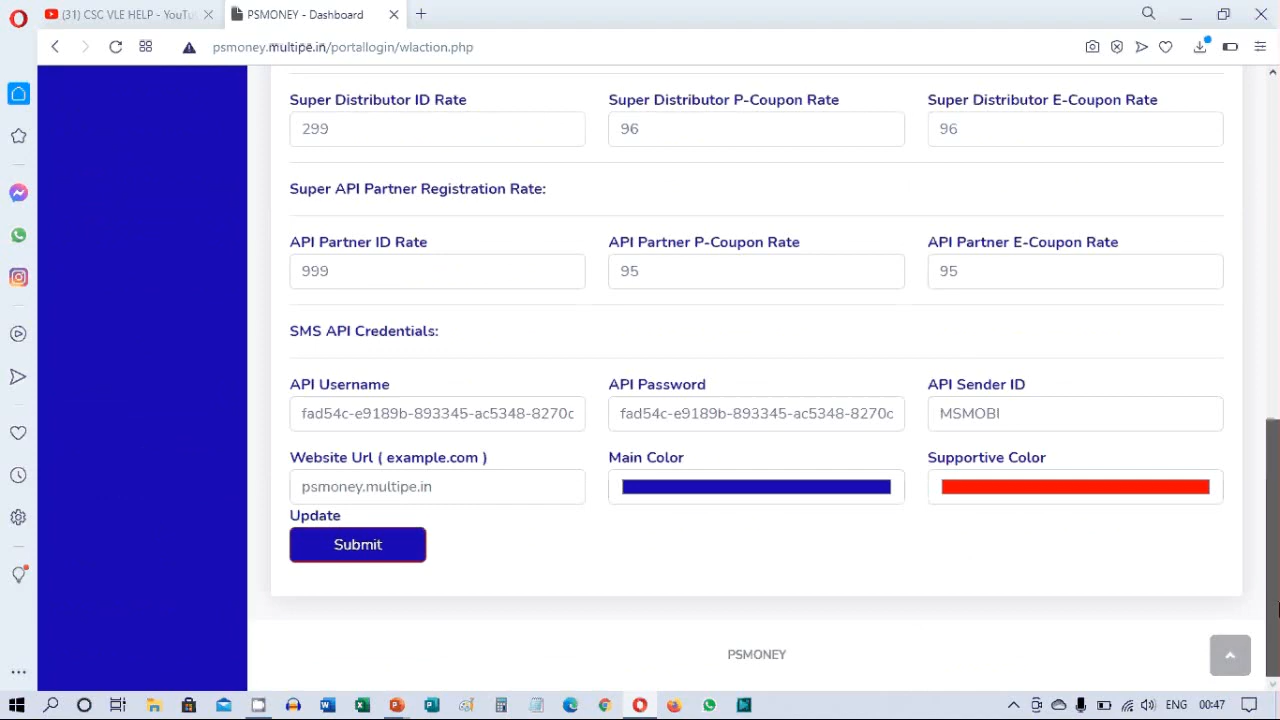 (31) CSC VLE HELP - YouTu
PSMONEY - Dashboard
psmoney.multipe.in/portallogin/wlaction.php
Super Distributor ID Rate Super Distributor P-Coupon Rate Super Distributor E-Coupon Rate
299 96 96
Super API Partner Registration Rate:
API Partner ID Rate API Partner P-Coupon Rate API Partner E-Coupon Rate
999 95 95
SMS API Credentials:
API Username API Password API Sender ID
fad54c-e9189b-893345-ac5348-8270c fad54c-e9189b-893345-ac5348-8270c MSMOBI
Website Url ( example.com ) Main Color Supportive Color
psmoney.multipe.in
Update
Submit
PSMONEY
ENG 00:47